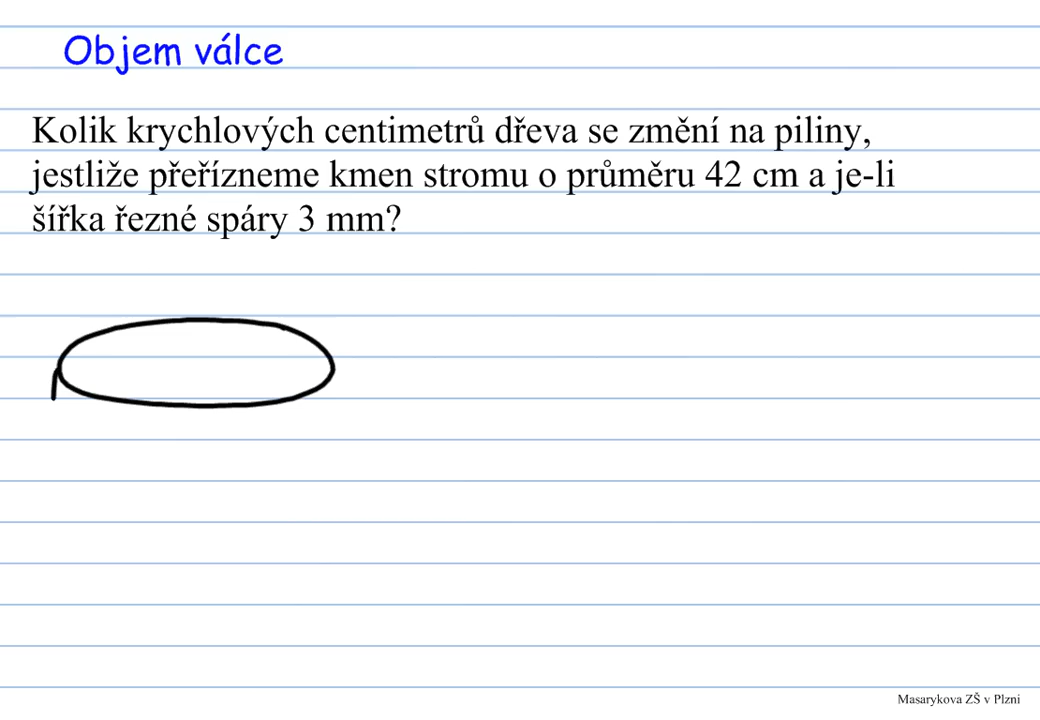 Objem válce
Kolik krychlových centimetrů dřeva se změní na piliny,
jestliže přeřízneme kmen stromu o průměru 42 cm a je-li
šířka řezné spáry 3 mm?
Masarykova ZŠ v Plzni